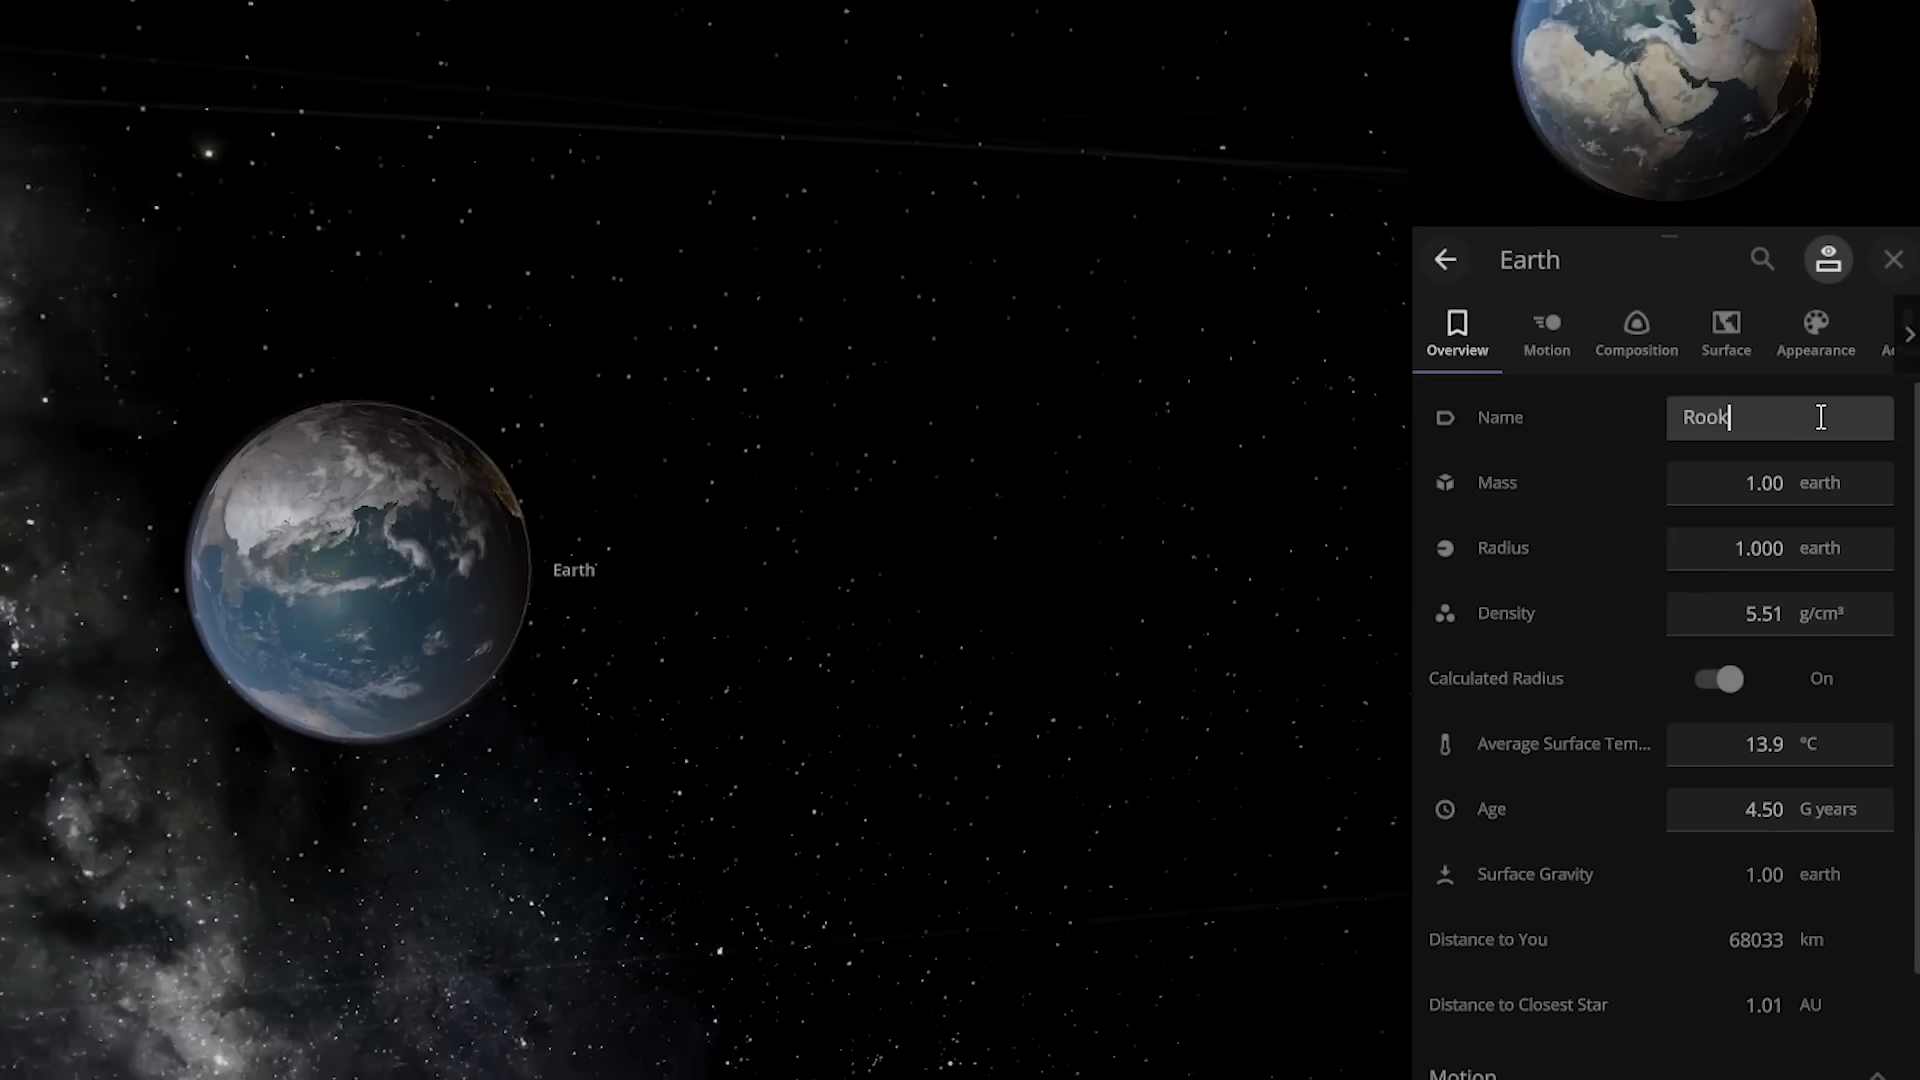 Earth
Overview
Motion
Composition
Surface
Appearance
Name
Rook
Mass
1.00 earth
Radius
1.000 earth
Density
5.51 g/cm³
Calculated Radius
On
Average Surface Tem...
13.9 °C
Age
4.50 G years
Surface Gravity
1.00 earth
Distance to You
68033 km
Distance to Closest Star
1.01 AU
Motion
Earth